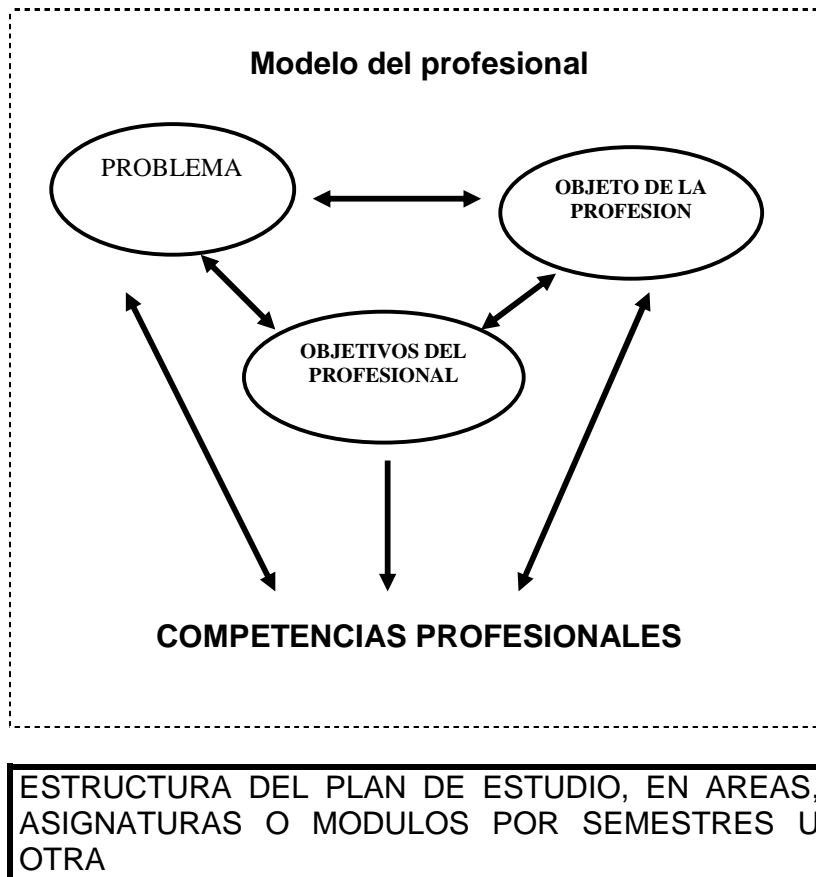 Modelo del profesional
PROBLEMA
OBJETO DE LA
PROFESION
OBJETIVOS DEL
PROFESIONAL
COMPETENCIAS PROFESIONALES
ESTRUCTURA DEL PLAN DE ESTUDIO, EN AREAS,
ASIGNATURAS O MODULOS POR SEMESTRES U
OTRA